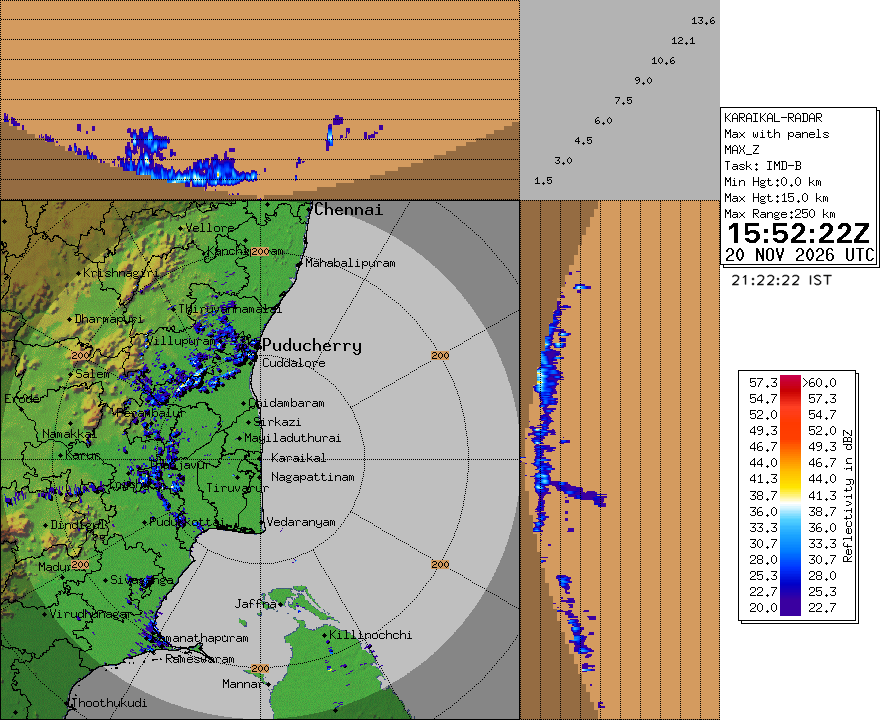 13.6
12.1
10.6
9.0
7.5
6.0
4.5
3.0
1.5
KARAIKAL-RADAR
Max with panels
MAX_Z
Task: IMD-B
Min Hgt:0.0 km
Max Hgt:15.0 km
Max Range:250 km
15:52:22Z
20 NOV 2026 UTC
21:22:22 IST
Chennai
Vellore
200
Mahabalipuram
Krishnagiri
Thiruvannamalai
Dharmapuri
Villupuram
Puducherry
200
200
Cuddalore
Salem
Chidambaram
Perambalur
Sirkazi
Namakkal
Mayiladuthurai
Karur
Karaikal
Nagapattinam
Tiruvarur
Vedaranyam
200
200
Jaffna
Killinochchi
Virudhunagar
Rameswaram
200
Mannar
Thoothukudi
57.3 >60.0
54.7 57.3
52.0 54.7
49.3 52.0
46.7 49.3
44.0 46.7
41.3 44.0
38.7 41.3
36.0 38.7
33.3 36.0
30.7 33.3
28.0 30.7
25.3 28.0
22.7 25.3
20.0 22.7
Reflectivity in dBZ